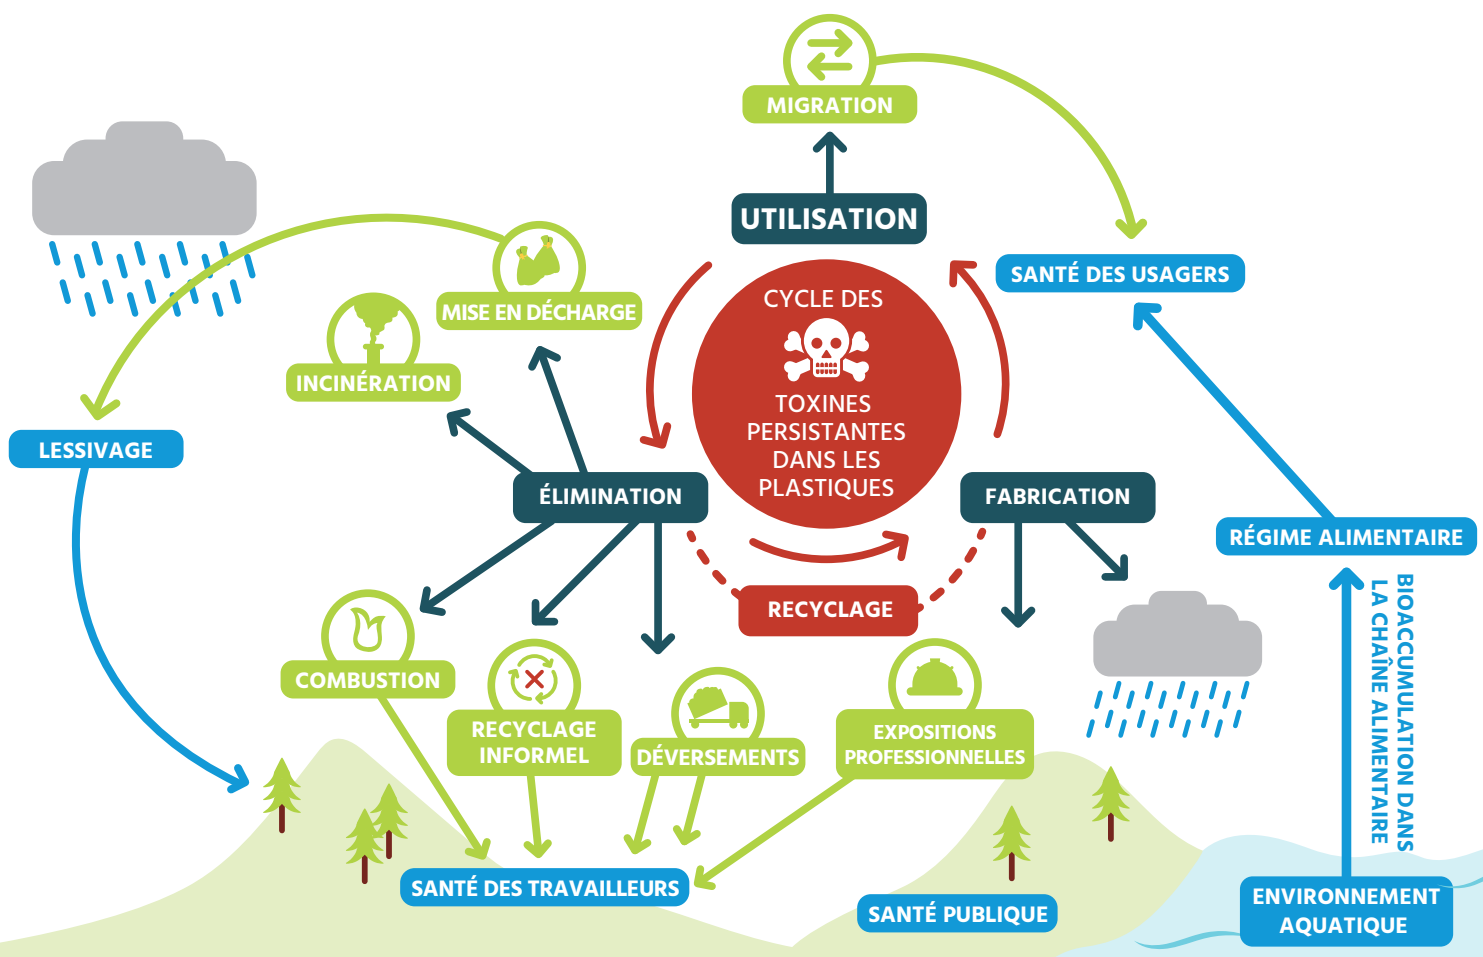 MIGRATION
UTILISATION
SANTÉ DES USAGERS
CYCLE DES
TOXINES
PERSISTANTES
DANS LES
PLASTIQUES
MISE EN DÉCHARGE
INCINÉRATION
LESSIVAGE
ÉLIMINATION
FABRICATION
RÉGIME ALIMENTAIRE
RECYCLAGE
BIOACCUMULATION DANS
LA CHAÎNE ALIMENTAIRE
COMBUSTION
RECYCLAGE
INFORMEL
DÉVERSEMENTS
EXPOSITIONS
PROFESSIONNELLES
SANTÉ DES TRAVAILLEURS
SANTÉ PUBLIQUE
ENVIRONNEMENT
AQUATIQUE